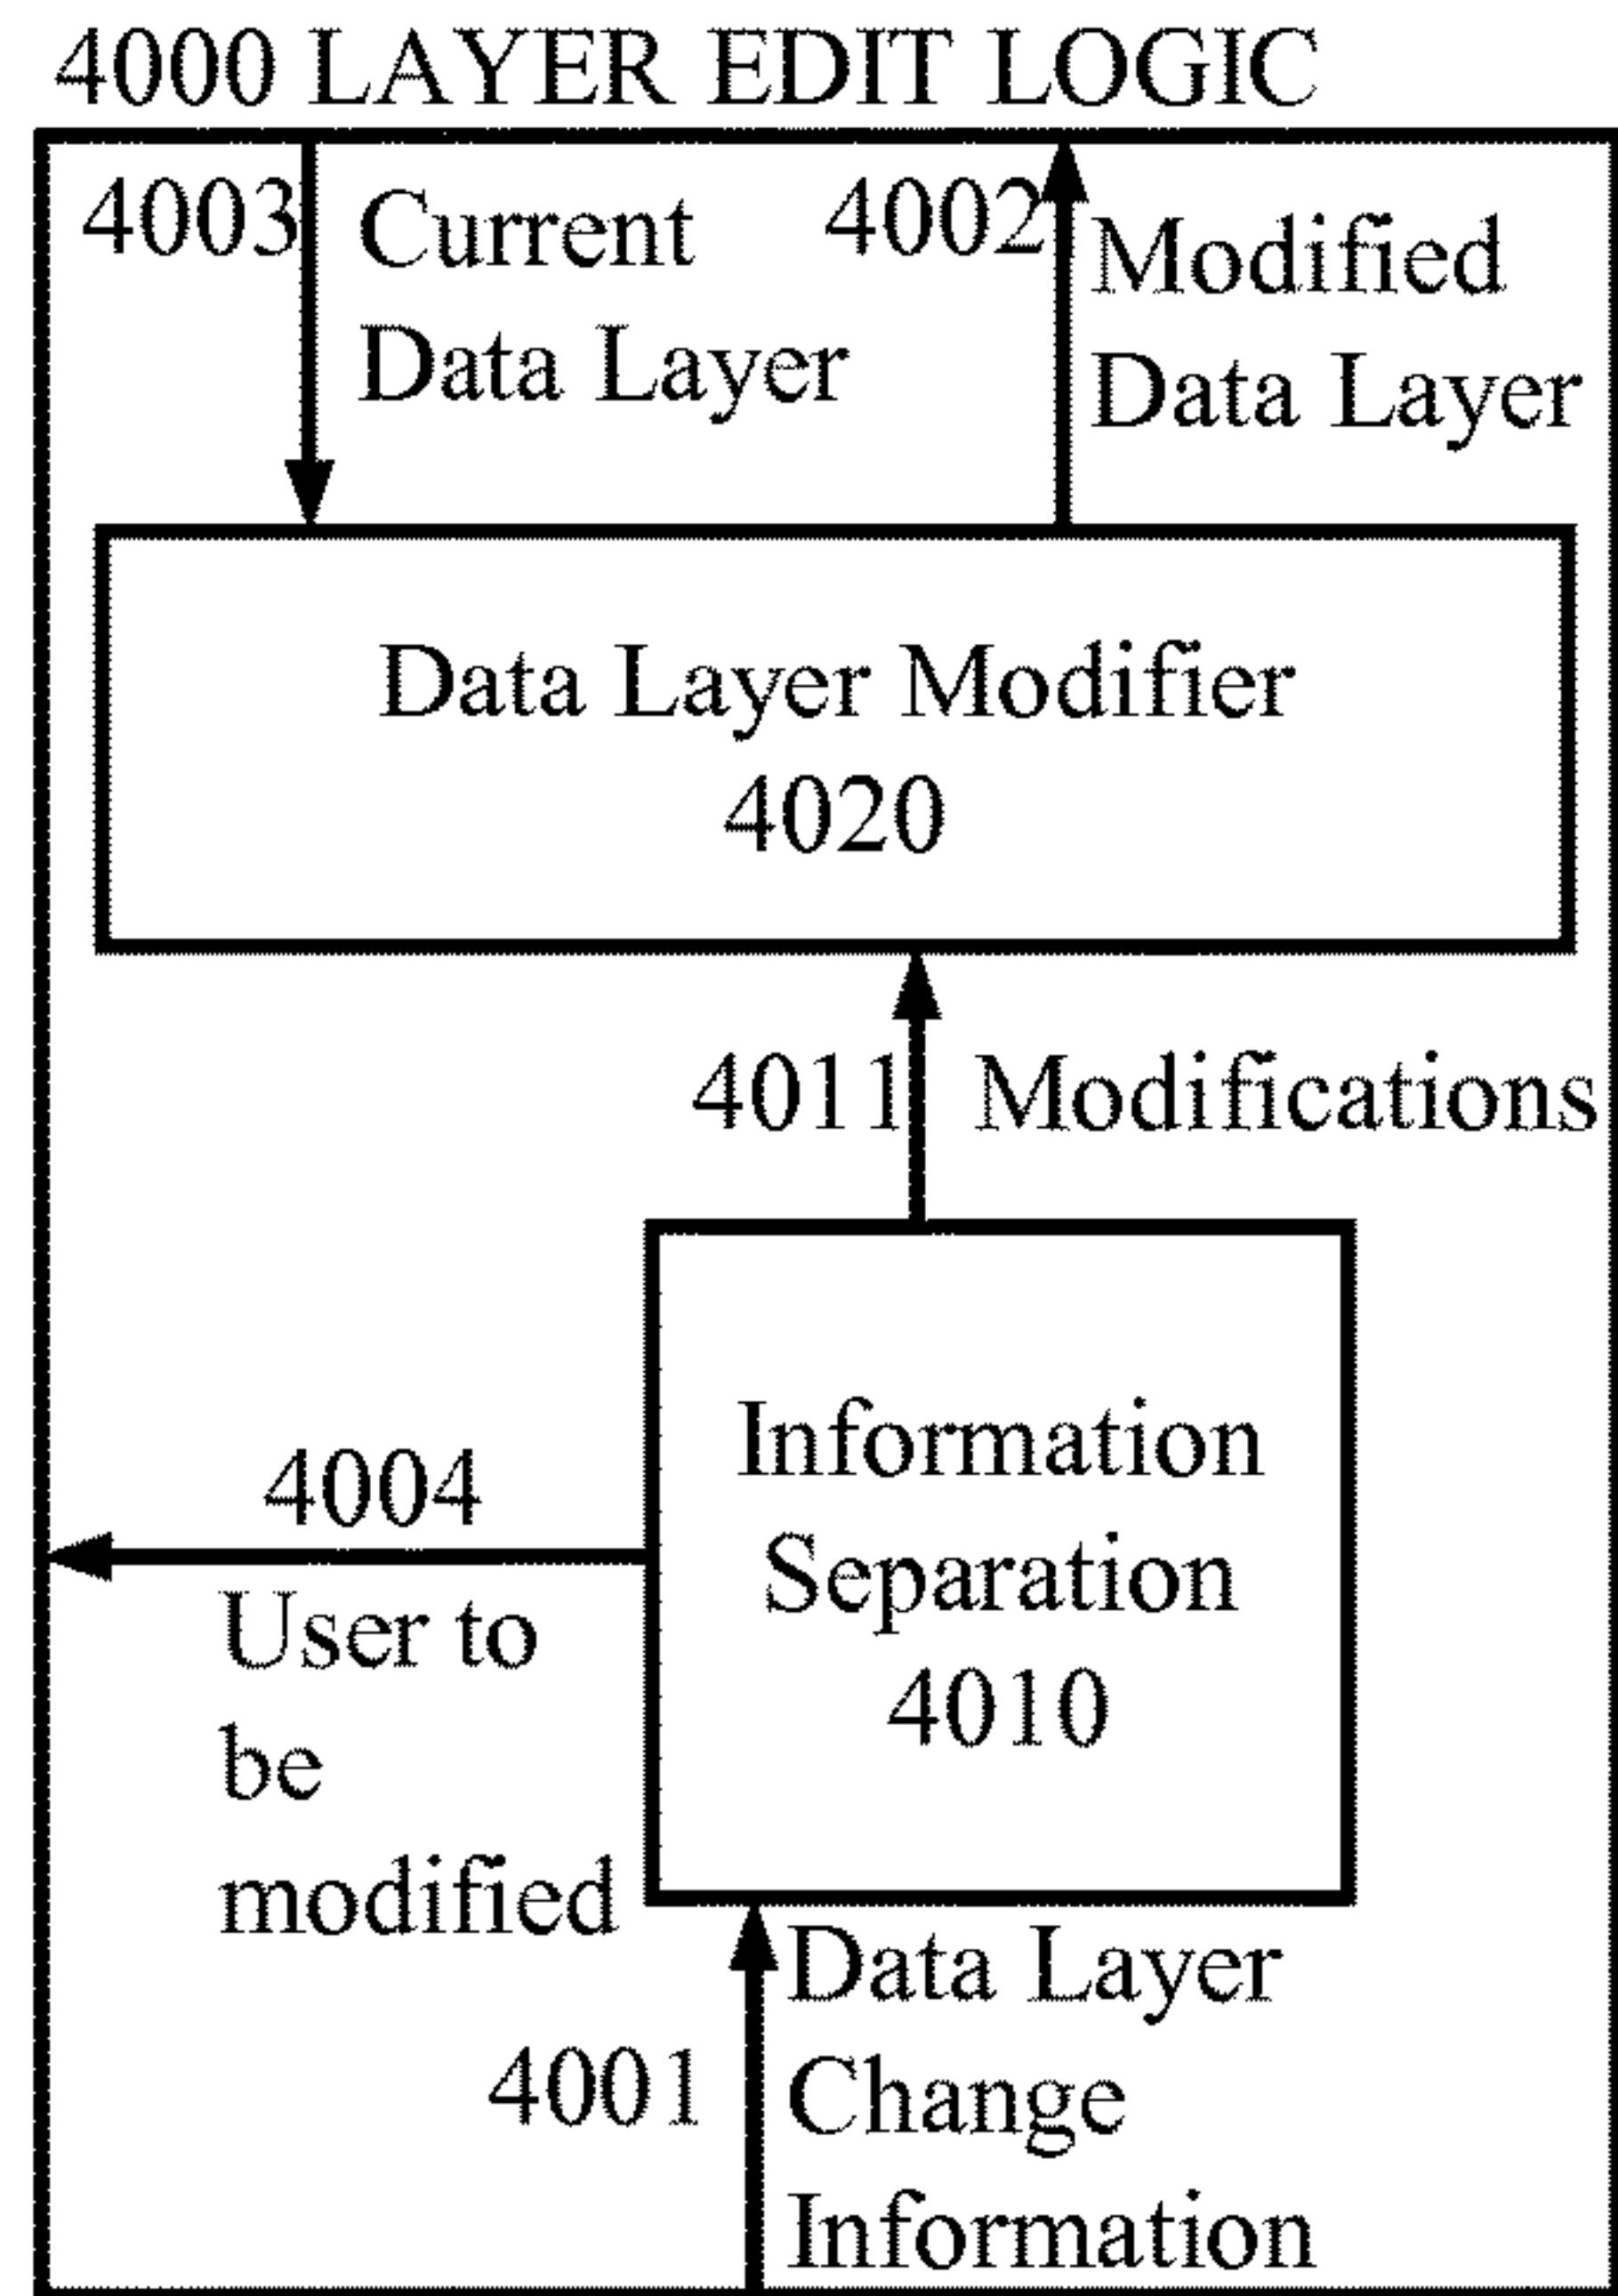 4000 LAYER EDIT LOGIC
4003
Current
Data Layer
4002
Modified
Data Layer
Data Layer Modifier
4020
4011
Modifications
Information
Separation
4010
4004
User to
be
modified
4001
Data Layer
Change
Information